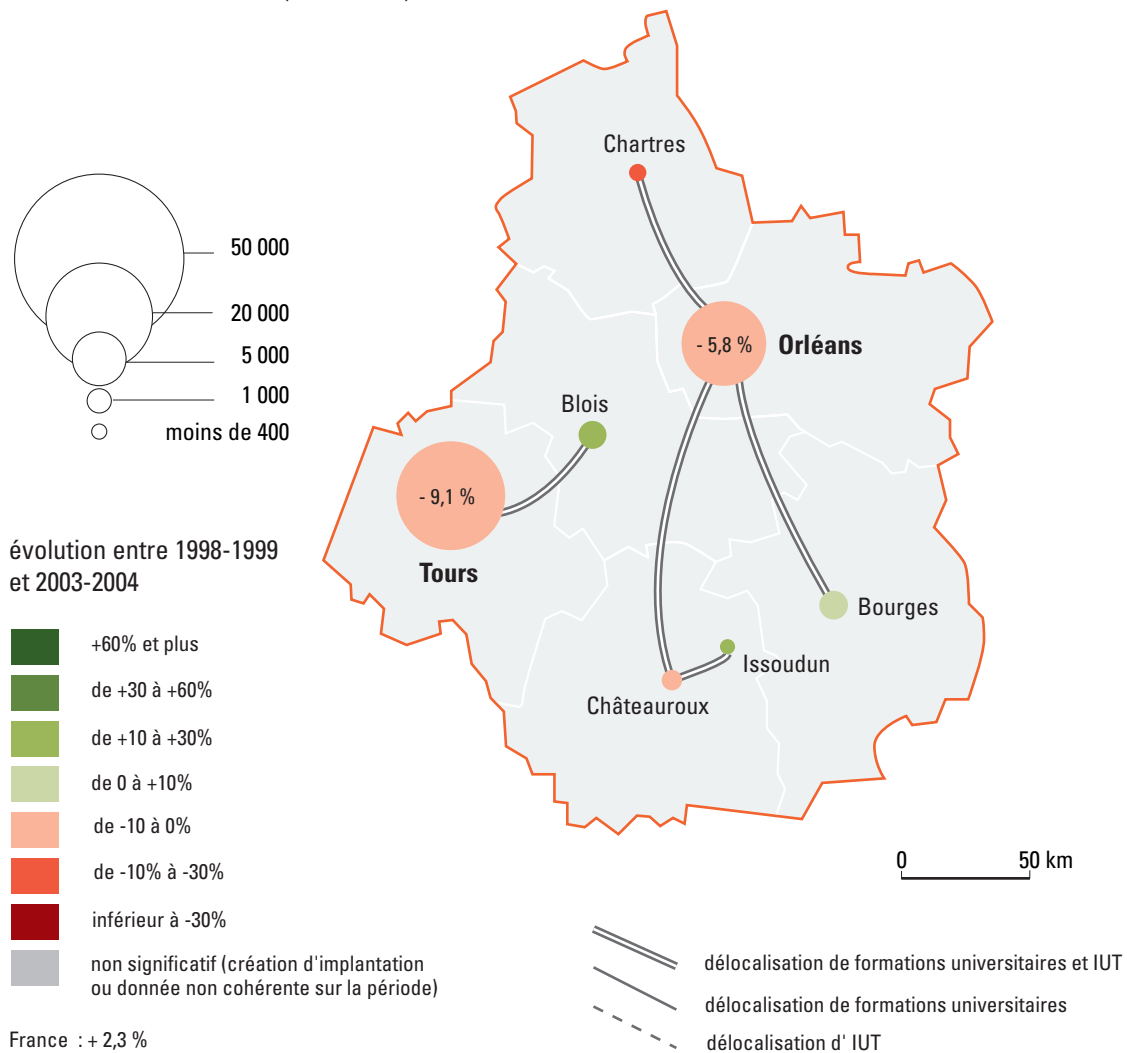 Chartres
50 000
20 000
5 000
1 000
moins de 400
- 5,8 %
Orléans
Blois
- 9,1 %
Tours
Bourges
Issoudun
Châteauroux
évolution entre 1998-1999
et 2003-2004
+60% et plus
de +30 à +60%
de +10 à +30%
de 0 à +10%
de -10 à 0%
de -10% à -30%
inférieur à -30%
non significatif (création d'implantation
ou donnée non cohérente sur la période)
France : + 2,3 %
0 50 km
délocalisation de formations universitaires et IUT
délocalisation de formations universitaires
délocalisation d' IUT